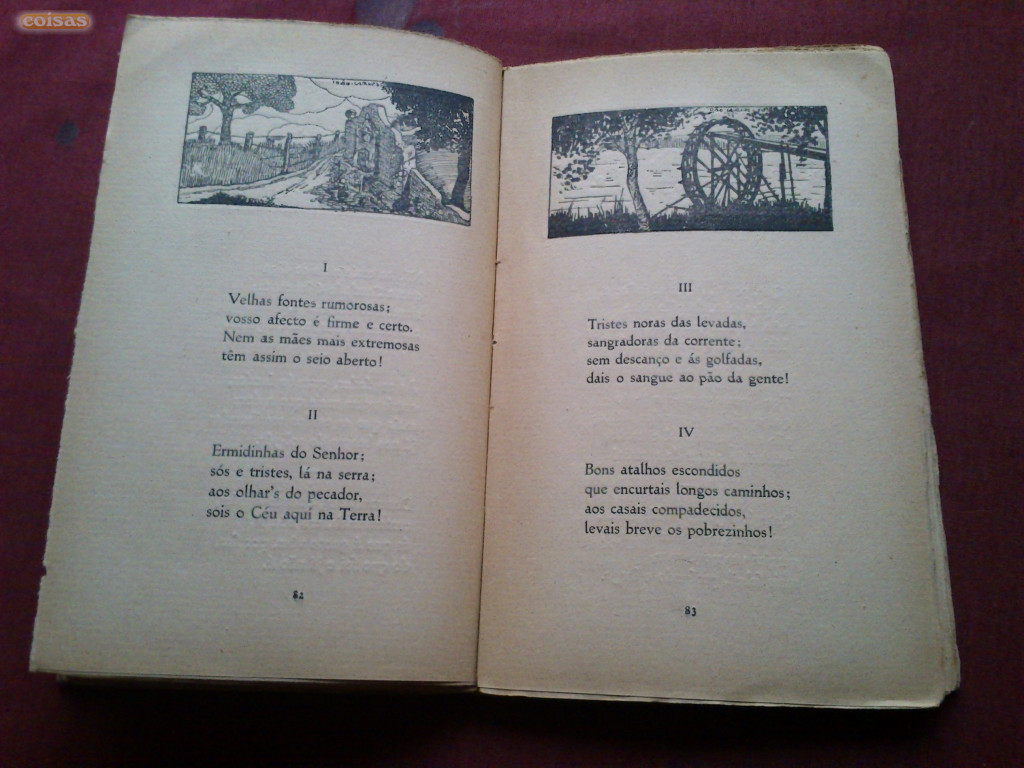 coisas
I
Velhas fontes rumorosas;
vosso afecto é firme e certo.
Nem as mães mais extremosas
têm assim o seio aberto!
II
Ermidinhas do Senhor;
sós e tristes, lá na serra;
aos olhar's do pecador,
sois o Céu aquí na Terra!
82
III
Tristes noras das levadas,
sangradoras da corrente;
sem descanço e ás golfadas,
dais o sangue ao pão da gente!
IV
Bons atalhos escondidos
que encurtais longos caminhos;
aos casais compadecidos,
levais breve os pobrezinhos!
83